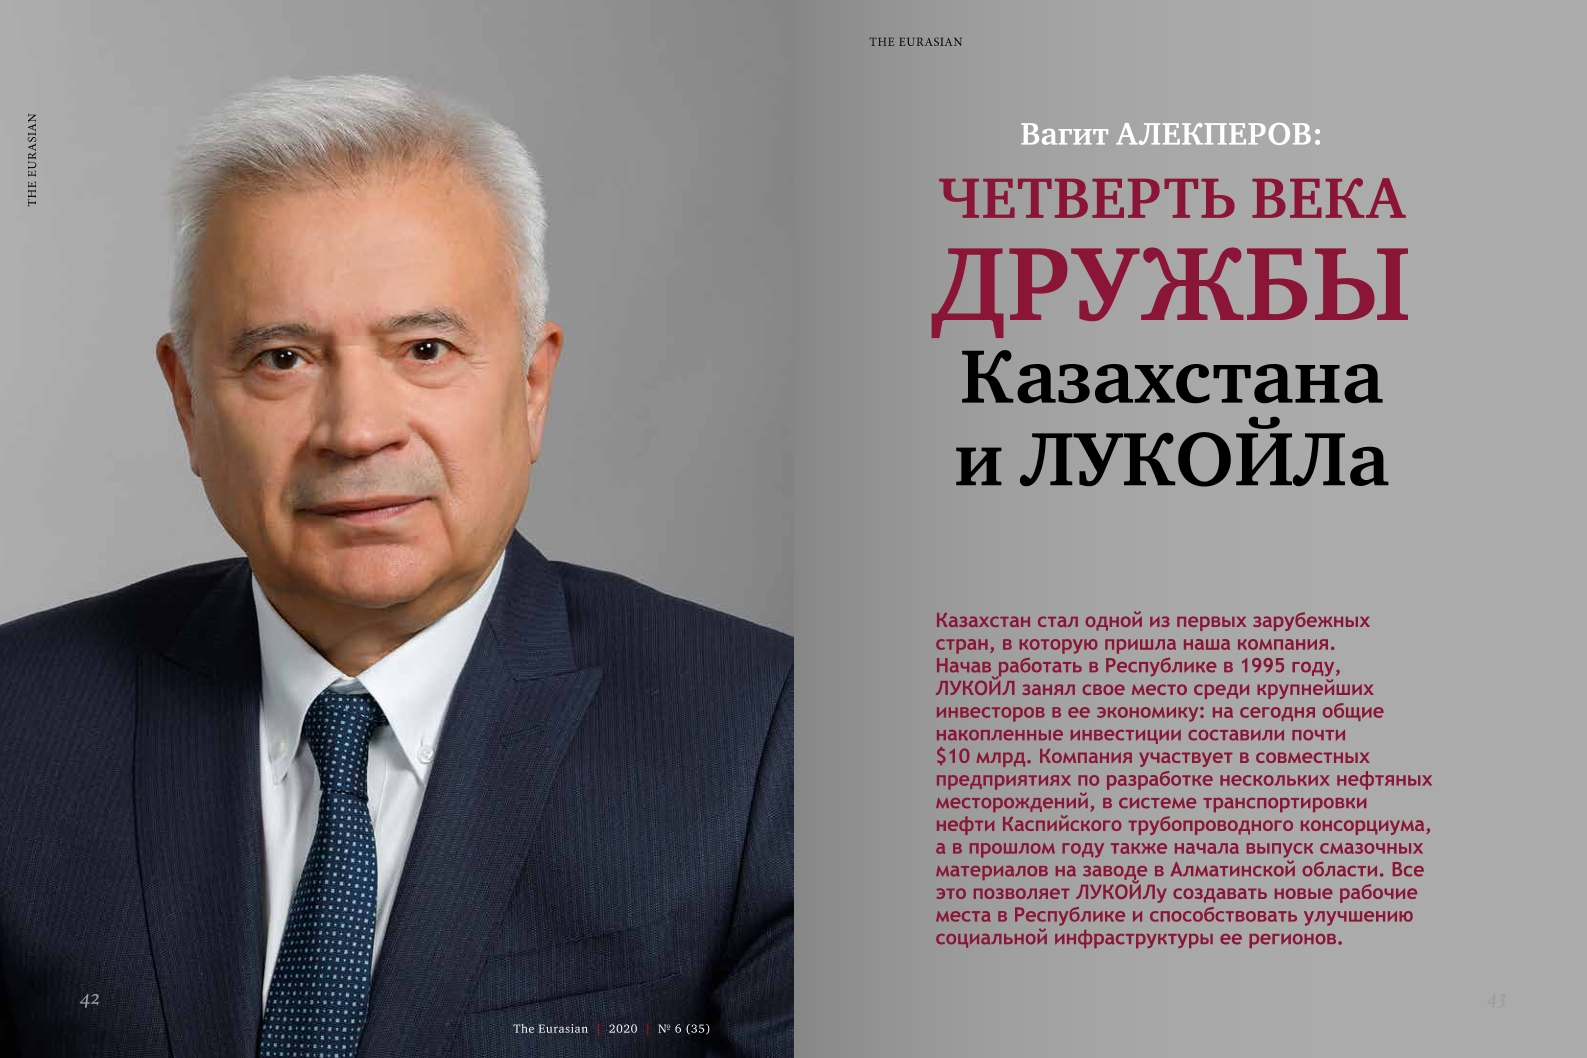 THE EURASIAN
42
The Eurasian | 2020 | № 6 (35)
THE EURASIAN
Вагит АЛЕКПЕРОВ:
ЧЕТВЕРТЬ ВЕКА
ДРУЖБЫ
Казахстана
и ЛУКОЙЛа
Казахстан стал одной из первых зарубежных
стран, в которую пришла наша компания.
Начав работать в Республике в 1995 году,
ЛУКОЙЛ занял свое место среди крупнейших
инвесторов в ее экономику: на сегодня общие
накопленные инвестиции составили почти
$10 млрд. Компания участвует в совместных
предприятиях по разработке нескольких нефтяных
месторождений, в системе транспортировки
нефти Каспийского трубопроводного консорциума,
а в прошлом году также начала выпуск смазочных
материалов на заводе в Алматинской области. Все
это позволяет ЛУКОЙЛу создавать новые рабочие
места в Республике и способствовать улучшению
социальной инфраструктуры ее регионов.
43